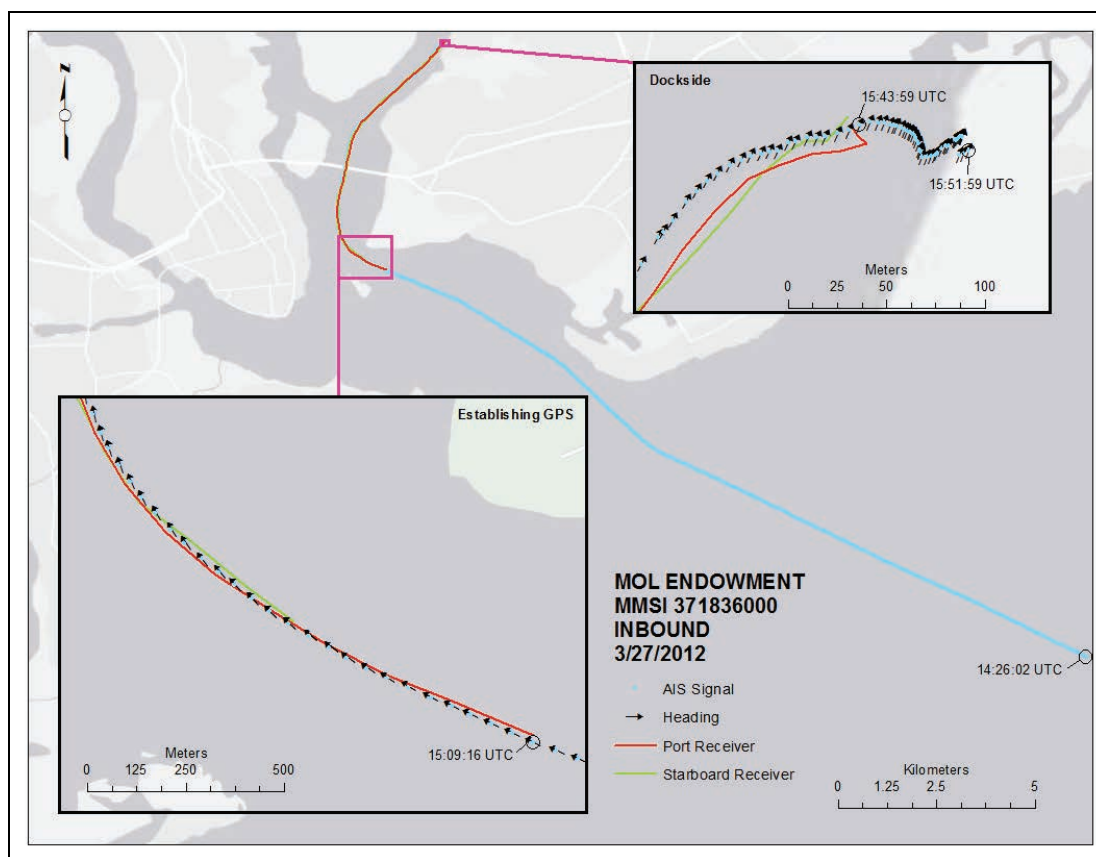 N
Dockside
15:43:59 UTC
15:51:59 UTC
Meters
0 25 50 100
Establishing GPS
15:09:16 UTC
Meters
0 125 250 500
MOL ENDOWMENT
MMSI 371836000
INBOUND
3/27/2012
14:26:02 UTC
AIS Signal
Heading
Port Receiver
Starboard Receiver
Kilometers
0 1.25 2.5 5